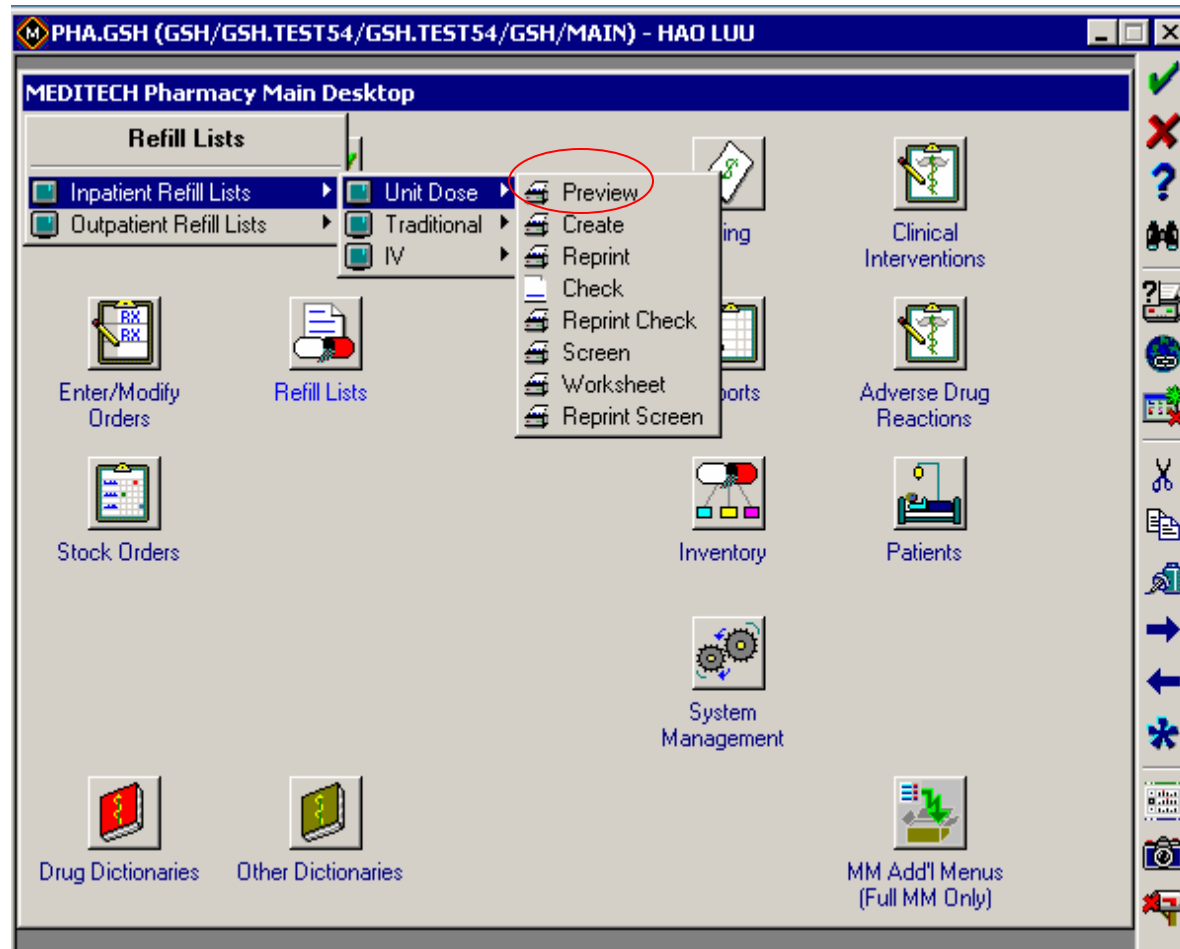 PHA.GSH (GSH/GSH.TEST54/GSH.TEST54/GSH/MAIN) - HAO LUU
MEDITECH Pharmacy Main Desktop
Refill Lists
Inpatient Refill Lists
Outpatient Refill Lists
Unit Dose
Traditional
IV
Preview
Create
Reprint
Check
Reprint Check
Screen
Worksheet
Reprint Screen
Clinical
Interventions
RX
RX
Enter/Modify
Orders
Refill Lists
Adverse Drug
Reactions
Stock Orders
Inventory
Patients
System
Management
Drug Dictionaries
Other Dictionaries
MM Add'l Menus
(Full MM Only)